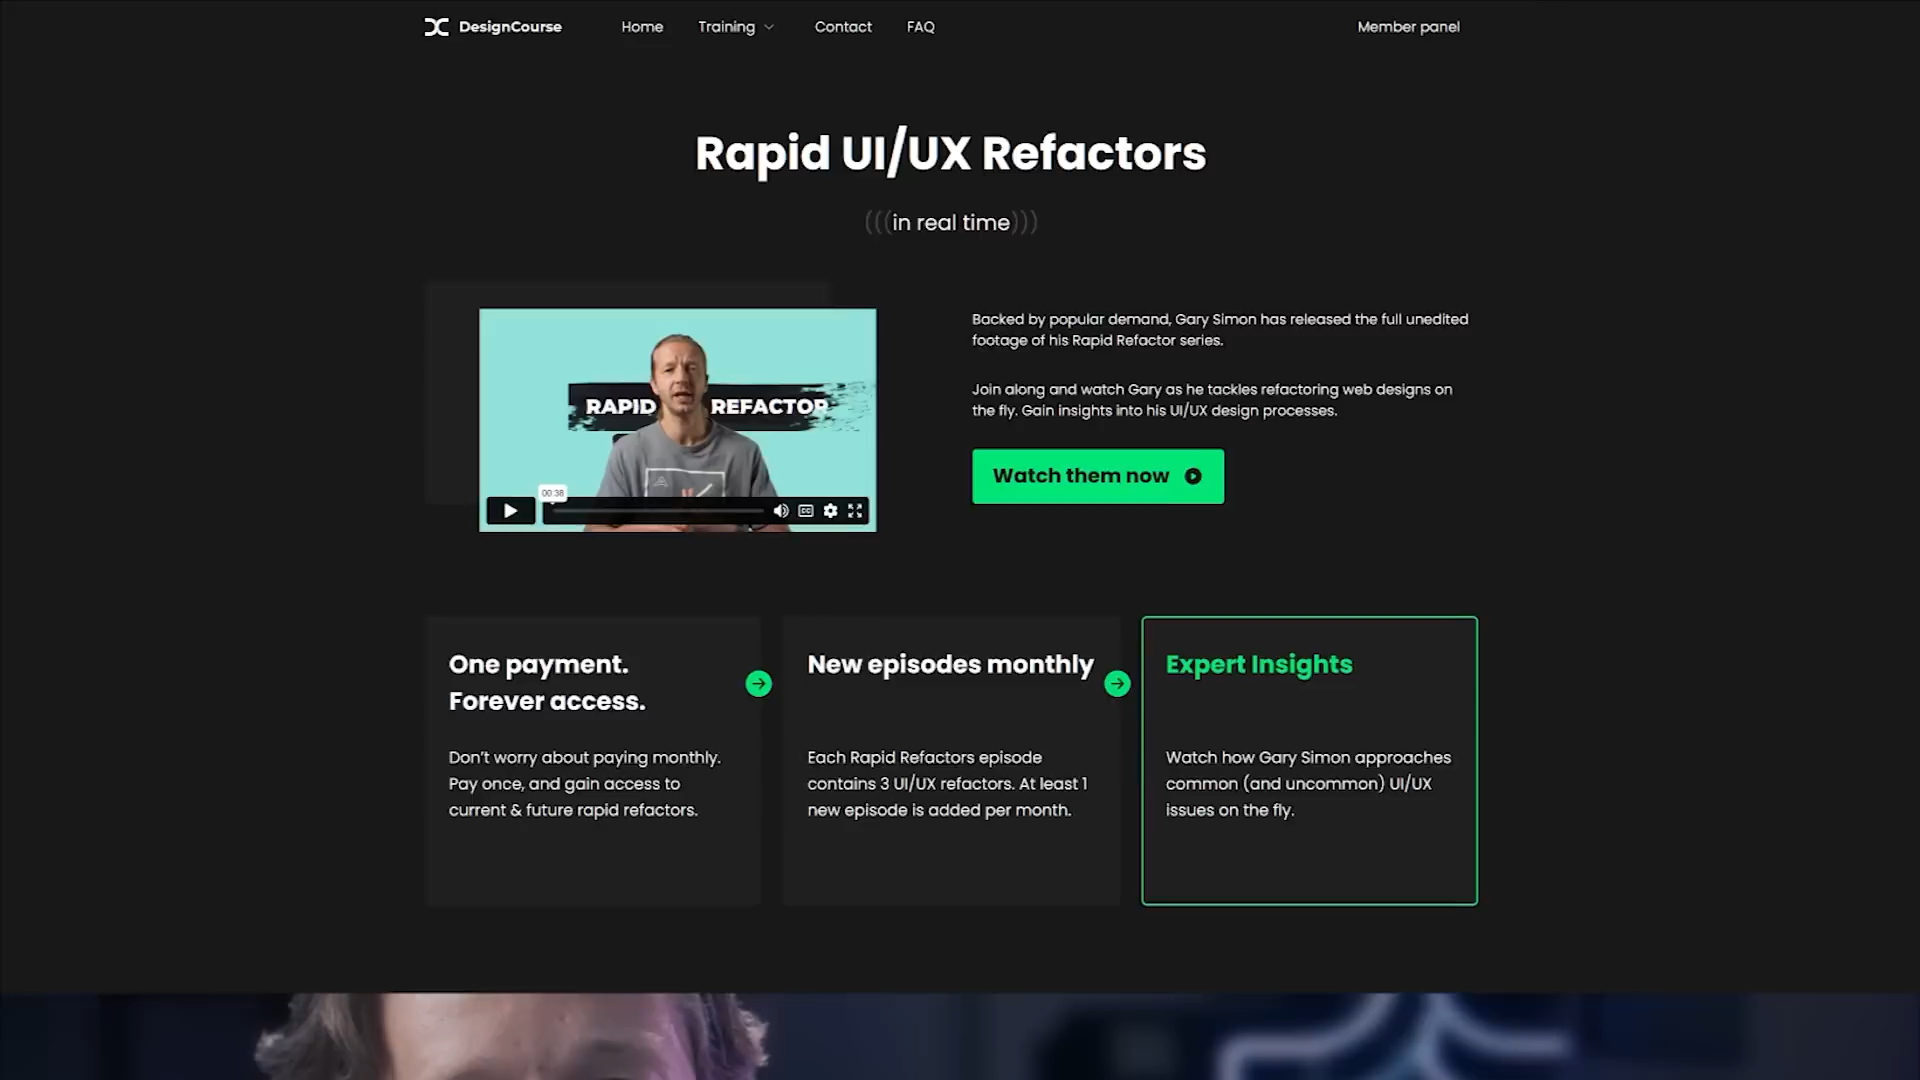 DesignCourse
Home
Training
Contact
FAQ
Member panel
Rapid UI/UX Refactors
(((in real time)))
RAPID REFACTOR
00:38
CC
Backed by popular demand, Gary Simon has released the full unedited
footage of his Rapid Refactor series.
Join along and watch Gary as he tackles refactoring web designs on
the fly. Gain insights into his UI/UX design processes.
Watch them now
One payment.
Forever access.
Don't worry about paying monthly.
Pay once, and gain access to
current & future rapid refactors.
New episodes monthly
Each Rapid Refactors episode
contains 3 UI/UX refactors. At least 1
new episode is added per month.
Expert Insights
Watch how Gary Simon approaches
common (and uncommon) UI/UX
issues on the fly.